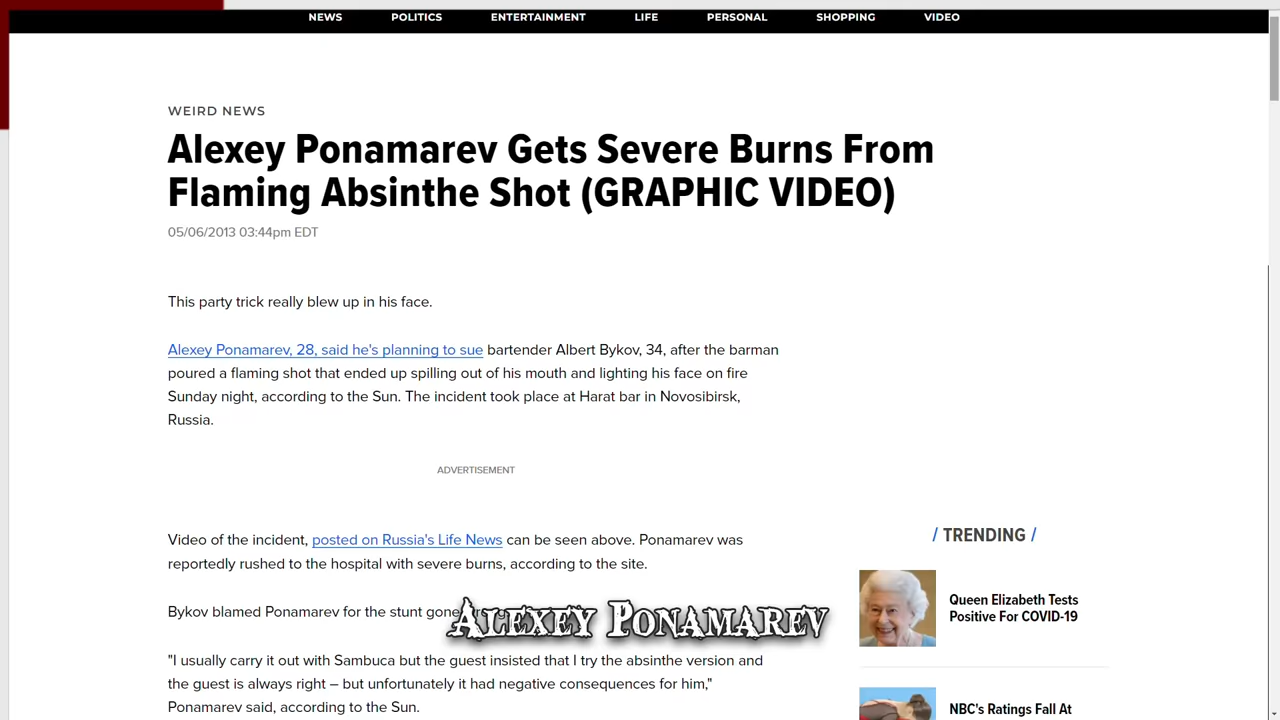 NEWS POLITICS ENTERTAINMENT LIFE PERSONAL SHOPPING VIDEO
WEIRD NEWS
Alexey Ponamarev Gets Severe Burns From
Flaming Absinthe Shot (GRAPHIC VIDEO)
05/06/2013 03:44pm EDT
This party trick really blew up in his face.
Alexey Ponamarev, 28, said he's planning to sue bartender Albert Bykov, 34, after the barman
poured a flaming shot that ended up spilling out of his mouth and lighting his face on fire
Sunday night, according to the Sun. The incident took place at Harat bar in Novosibirsk,
Russia.
ADVERTISEMENT
Video of the incident, posted on Russia's Life News can be seen above. Ponamarev was
reportedly rushed to the hospital with severe burns, according to the site.
Bykov blamed Ponamarev for the stunt gone
ALEXEY PONAMAREV
"I usually carry it out with Sambuca but the guest insisted that I try the absinthe version and
the guest is always right – but unfortunately it had negative consequences for him,"
Ponamarev said, according to the Sun.
/ TRENDING /
Queen Elizabeth Tests
Positive For COVID-19
NBC's Ratings Fall At